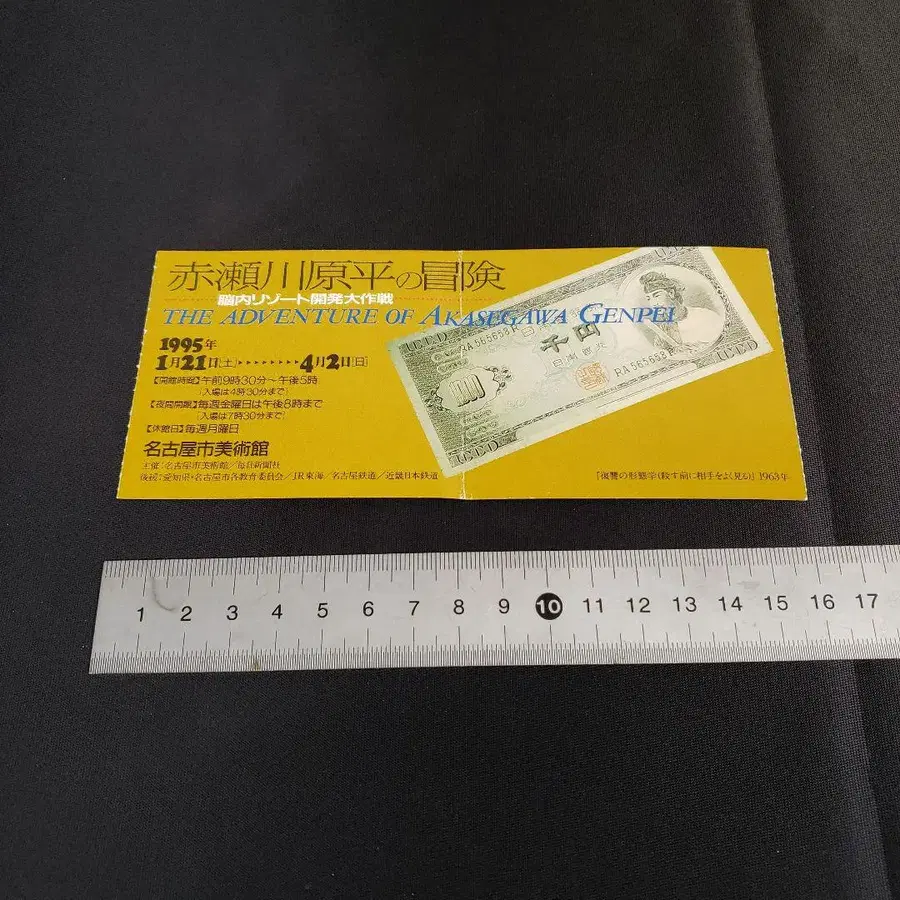 赤瀬川原平の冒険
脳内リゾート開発大作戦
THE ADVENTURE OF AKASEGAWA GENPEI
1995年
1月21日[土]‣‣‣‣‣‣‣‣4月2日[日]
【開館時間】午前9時30分~午後5時
(入場は4時30分まで)
【夜間開館】毎週金曜日は午後8時まで
(入場は7時30分まで)
【休館日】毎週月曜日
名古屋市美術館
主催:名古屋市美術館/毎日新聞社
後援:愛知県・名古屋市各教育委員会/JR東海/名古屋鉄道/近畿日本鉄道
RA565658R
千円
RA565658R
「復讐の形態学(殺す前に相手をよく見る)」1963年
1 2 3 4 5 6 7 8 9 10 11 12 13 14 15 16 17